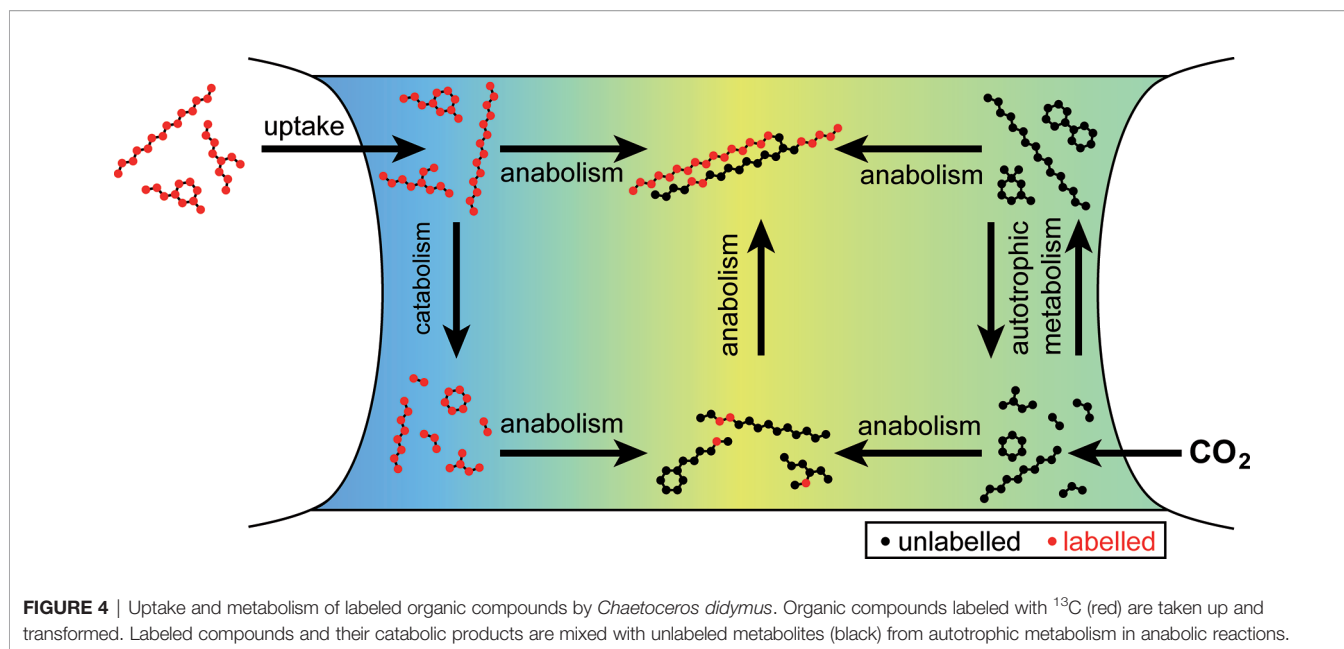 uptake
anabolism
anabolism
catabolism
anabolism
autotrophic
metabolism
anabolism
anabolism
CO₂
unlabelled labelled
FIGURE 4 | Uptake and metabolism of labeled organic compounds by Chaetoceros didymus. Organic compounds labeled with ¹³C (red) are taken up and
transformed. Labeled compounds and their catabolic products are mixed with unlabeled metabolites (black) from autotrophic metabolism in anabolic reactions.